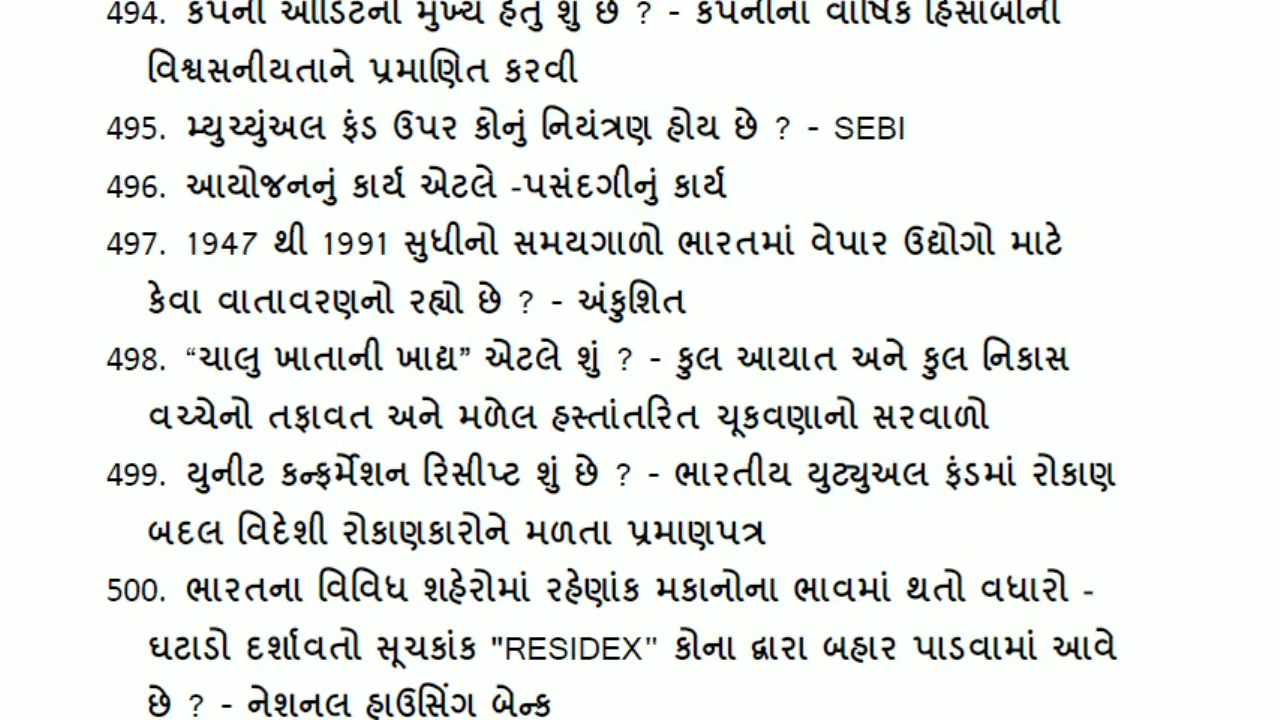 494. કંપની ઓડિટનો મુખ્ય હેતુ શું છે ? - કંપનીના વાર્ષિક હિસાબોની
વિશ્વસનીયતાને પ્રમાણિત કરવી
495. મ્યુચ્યુંઅલ ફંડ ઉપર કોનું નિયંત્રણ હોય છે ? - SEBI
496. આયોજનનું કાર્ય એટલે -પસંદગીનું કાર્ય
497. 1947 થી 1991 સુધીનો સમયગાળો ભારતમાં વેપાર ઉદ્યોગો માટે
કેવા વાતાવરણનો રહ્યો છે ? - અંકુશિત
498. “ચાલુ ખાતાની ખાદ્ય” એટલે શું ? - કુલ આયાત અને કુલ નિકાસ
વચ્ચેનો તફાવત અને મળેલ હસ્તાંતરિત ચૂકવણાનો સરવાળો
499. યુનીટ કન્ફર્મેશન રિસીપ્ટ શું છે ? - ભારતીય યુટ્યુઅલ ફંડમાં રોકાણ
બદલ વિદેશી રોકાણકારોને મળતા પ્રમાણપત્ર
500. ભારતના વિવિધ શહેરોમાં રહેણાંક મકાનોના ભાવમાં થતો વધારો -
ઘટાડો દર્શાવતો સૂચકાંક "RESIDEX" કોના દ્વારા બહાર પાડવામાં આવે
છે ? - નેશનલ હાઉસિંગ બેન્ક